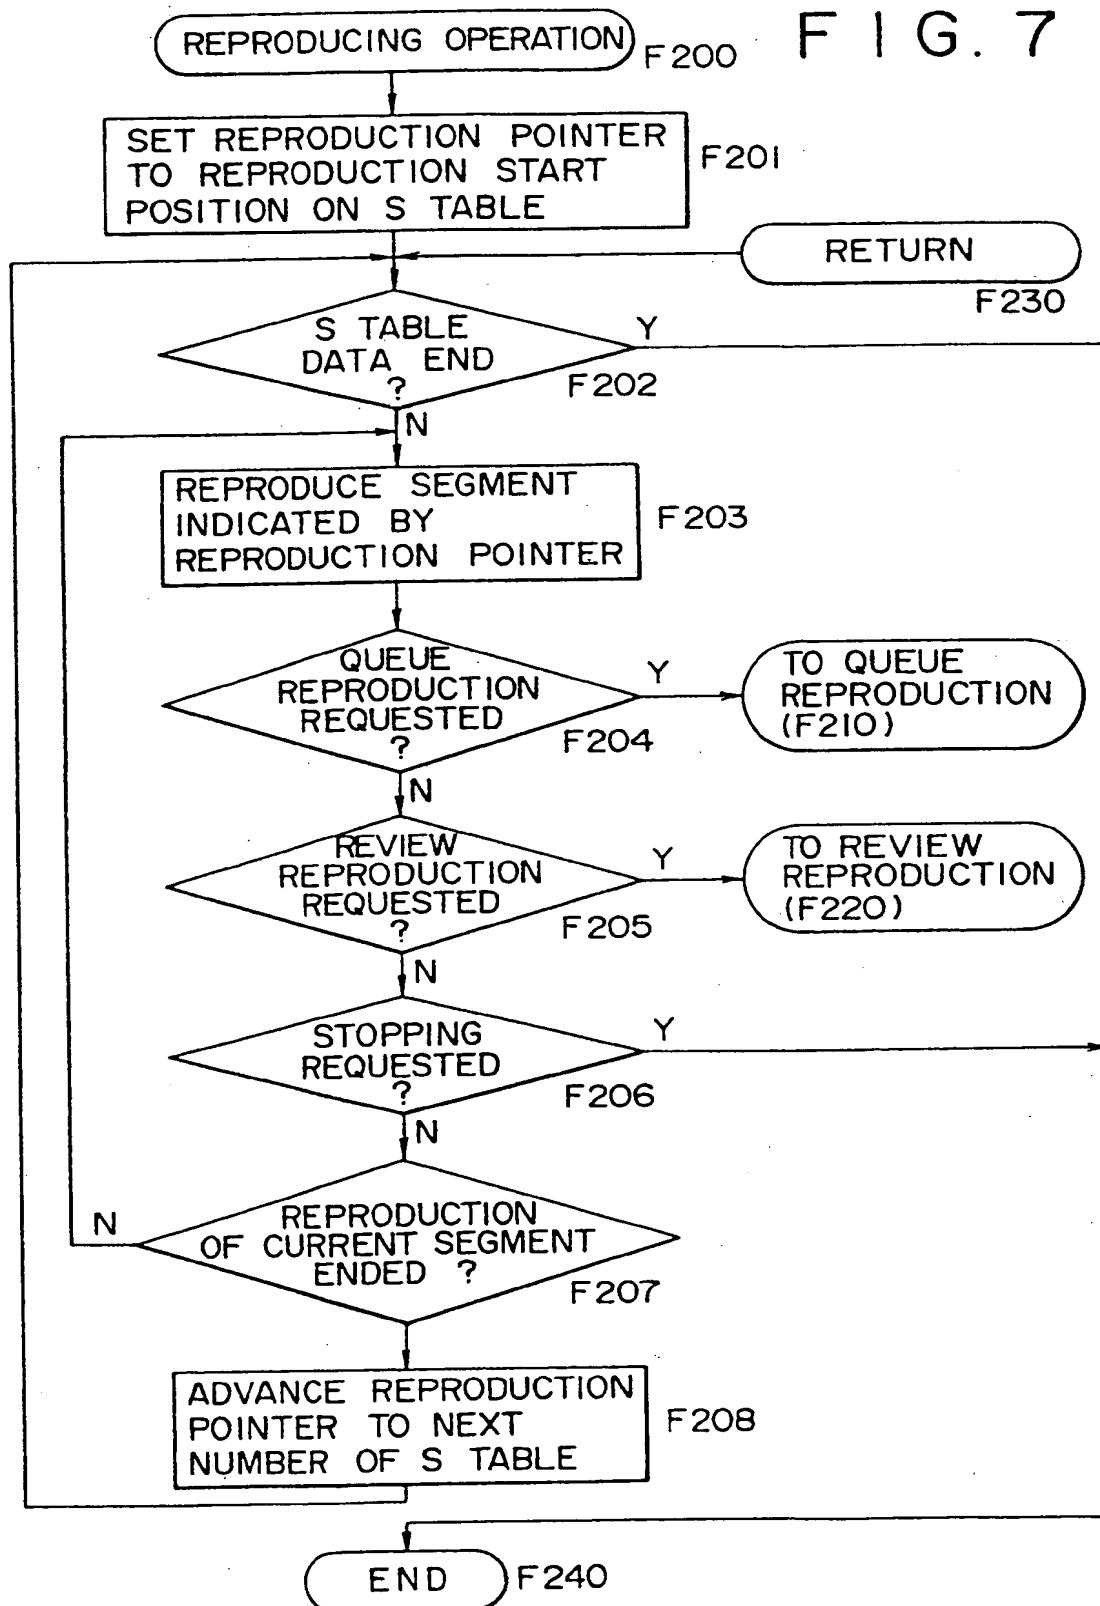 FIG. 7
REPRODUCING OPERATION
F200
SET REPRODUCTION POINTER
TO REPRODUCTION START
POSITION ON S TABLE
F201
RETURN
F230
S TABLE
DATA END
?
Y
F202
N
REPRODUCE SEGMENT
INDICATED BY
REPRODUCTION POINTER
F203
QUEUE
REPRODUCTION
REQUESTED
?
Y
F204
TO QUEUE
REPRODUCTION
(F210)
N
REVIEW
REPRODUCTION
REQUESTED
?
Y
F205
TO REVIEW
REPRODUCTION
(F220)
N
STOPPING
REQUESTED
?
Y
F206
N
REPRODUCTION
OF CURRENT SEGMENT
ENDED ?
N
F207
ADVANCE REPRODUCTION
POINTER TO NEXT
NUMBER OF S TABLE
F208
END
F240